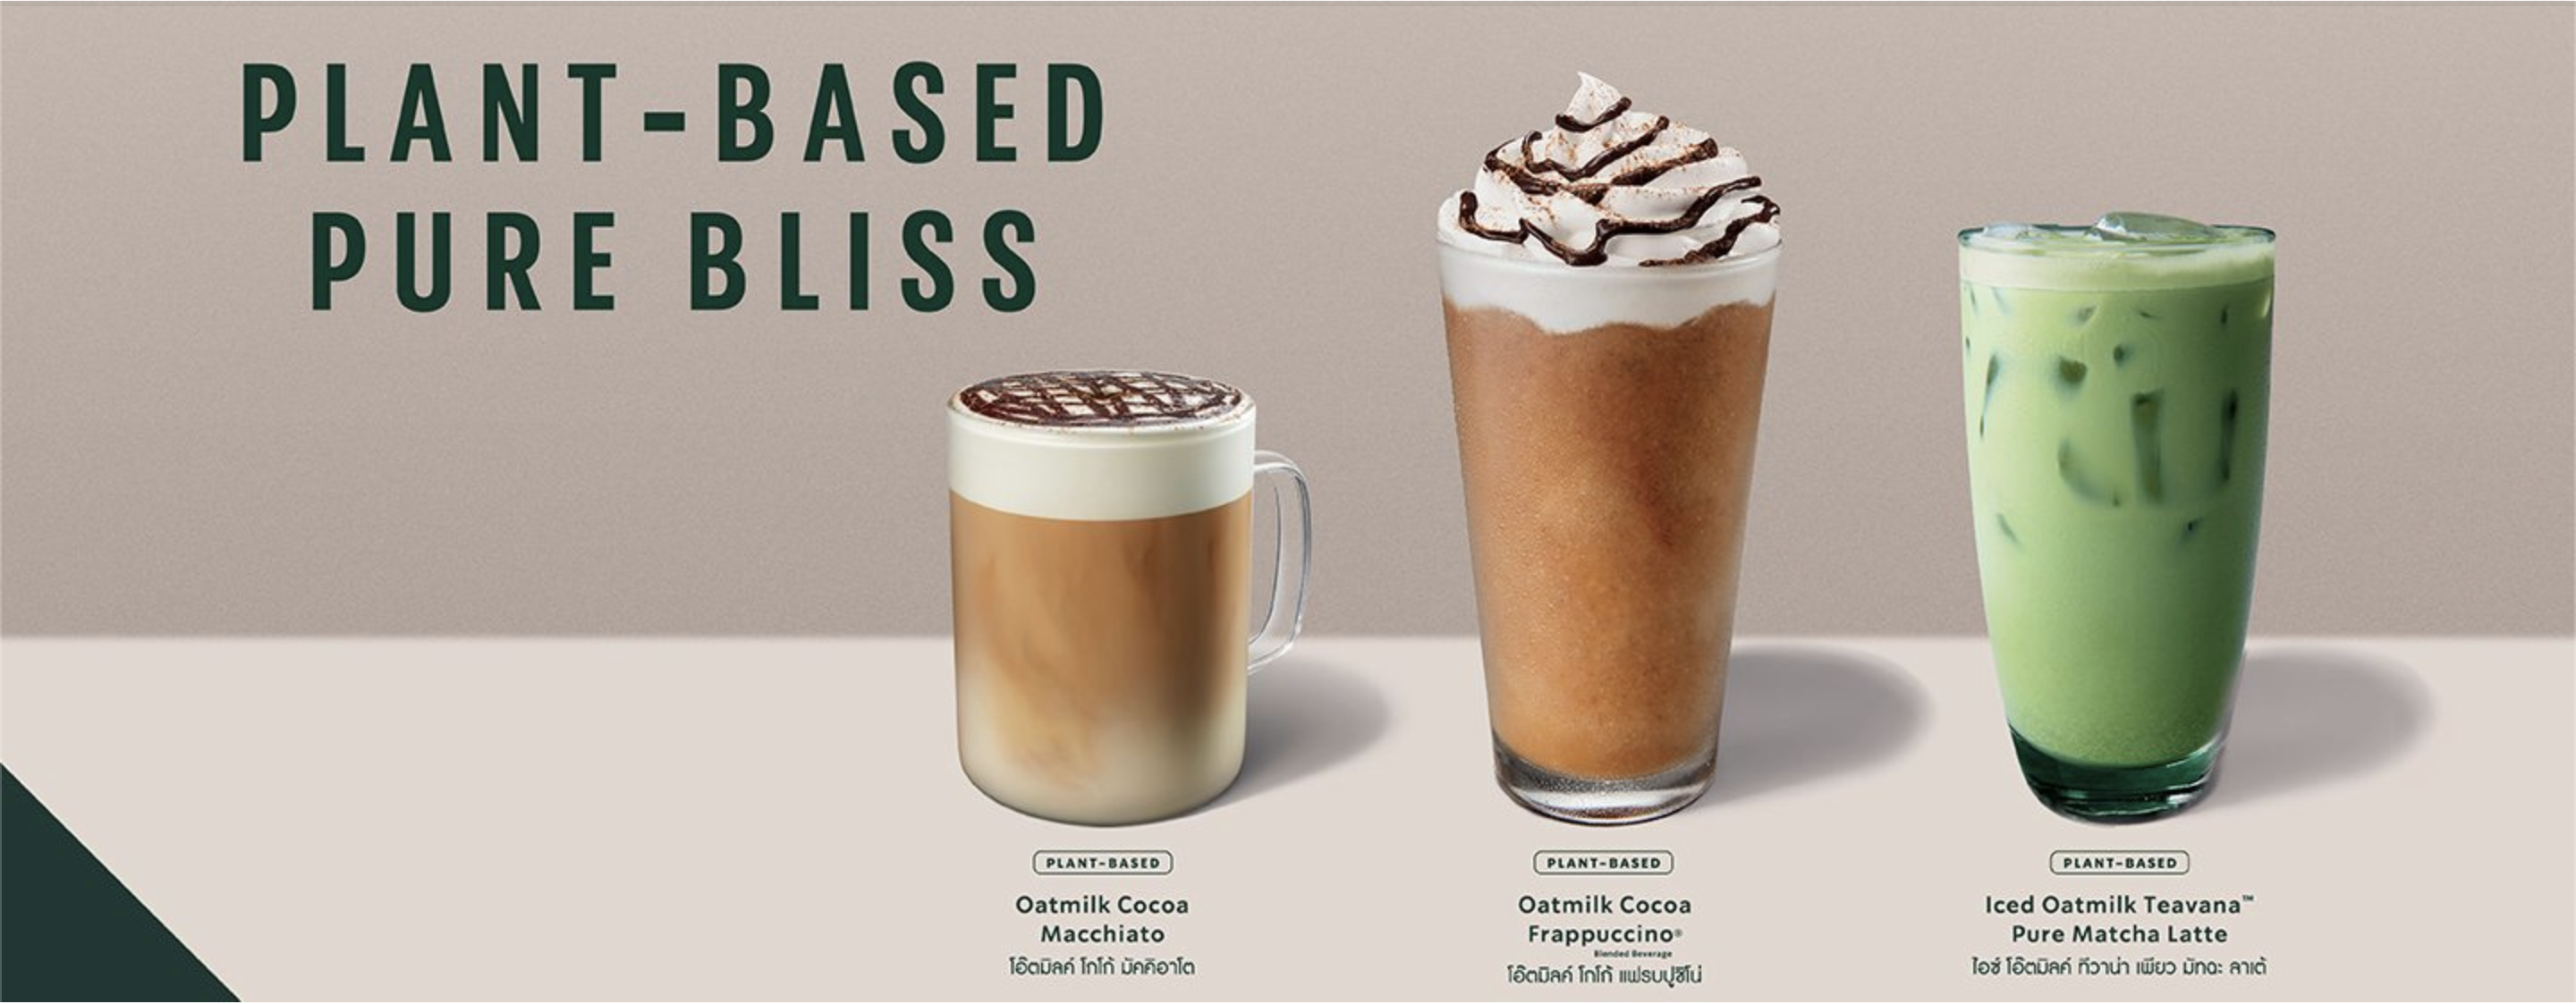 PLANT-BASED
PURE BLISS
PLANT-BASED
Oatmilk Cocoa
Macchiato
โอ๊ตมิลค์ โกโก้ มัคคิอาโต
PLANT-BASED
Oatmilk Cocoa
Frappuccino®
Blended Beverage
โอ๊ตมิลค์ โกโก้ แฟรบปูชิโน่
PLANT-BASED
Iced Oatmilk Teavana™
Pure Matcha Latte
ไอซ์ โอ๊ตมิลค์ ทีวาน่า เพียว มัทฉะ ลาเต้